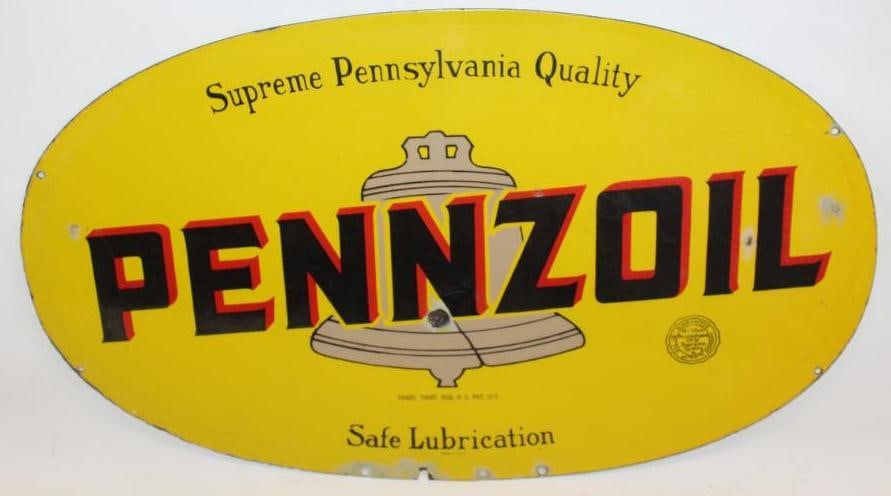 Supreme Pennsylvania Quality
PENNZOIL
Safe Lubrication